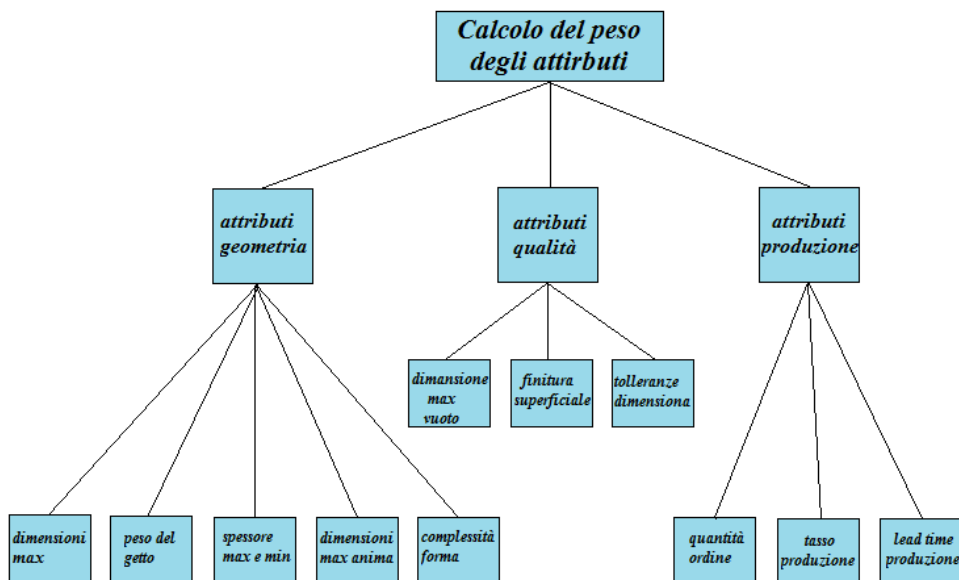 Calcolo del peso
degli attirbuti
attributi
geometria
attributi
qualità
attributi
produzione
dimansione
max
vuoto
finitura
superficiale
tolleranze
dimensiona
dimensioni
max
peso del
getto
spessore
max e min
dimensioni
max anima
complessità
forma
quantità
ordine
tasso
produzione
lead time
produzione